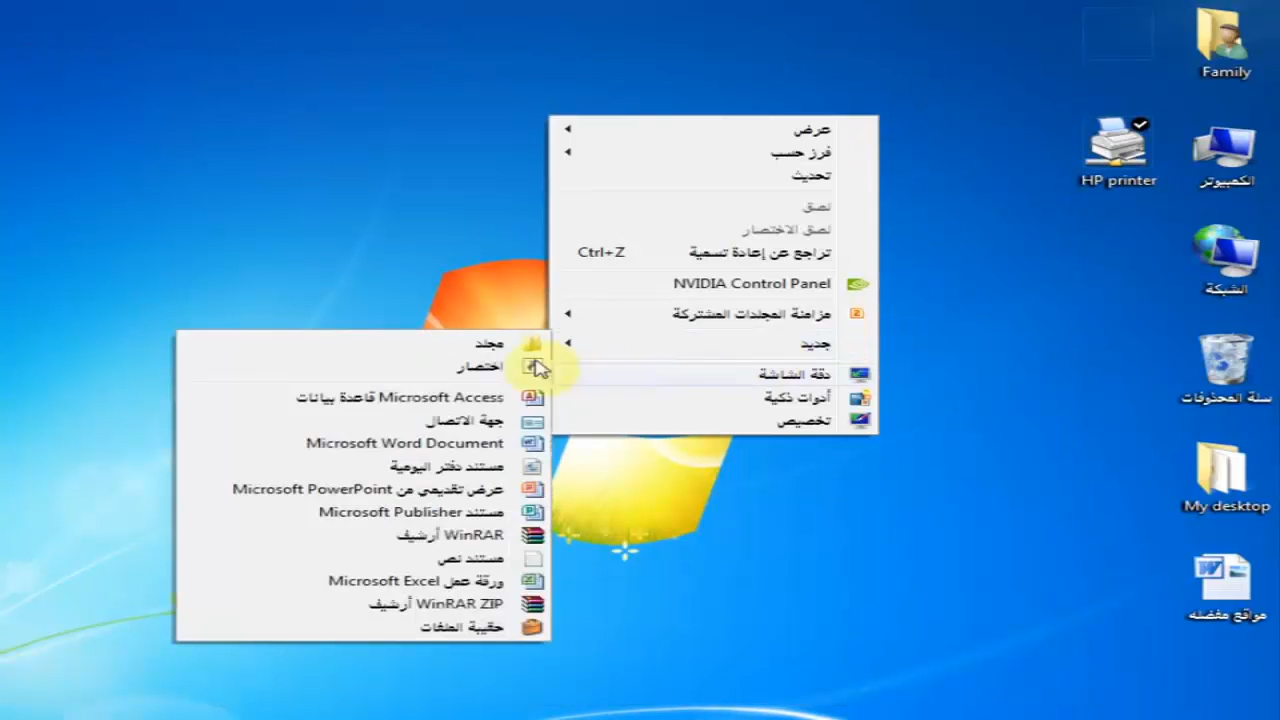 عرض
فرز حسب
تحديث
لصق
لصق الاختصار
تراجع عن إعادة تسمية Ctrl+Z
NVIDIA Control Panel
مزامنة المجلدات المشتركة
جديد
دقة الشاشة
أدوات ذكية
تخصيص
مجلد
اختصار
Microsoft Access قاعدة بيانات
جهة الاتصال
Microsoft Word Document
مستند دفتر اليومية
عرض تقديمي من Microsoft PowerPoint
مستند Microsoft Publisher
WinRAR أرشيف
مستند نص
ورقة عمل Microsoft Excel
WinRAR ZIP أرشيف
حقيبة الملفات
Family
الكمبيوتر
HP printer
الشبكة
سلة المحذوفات
My desktop
مواقع مفضله